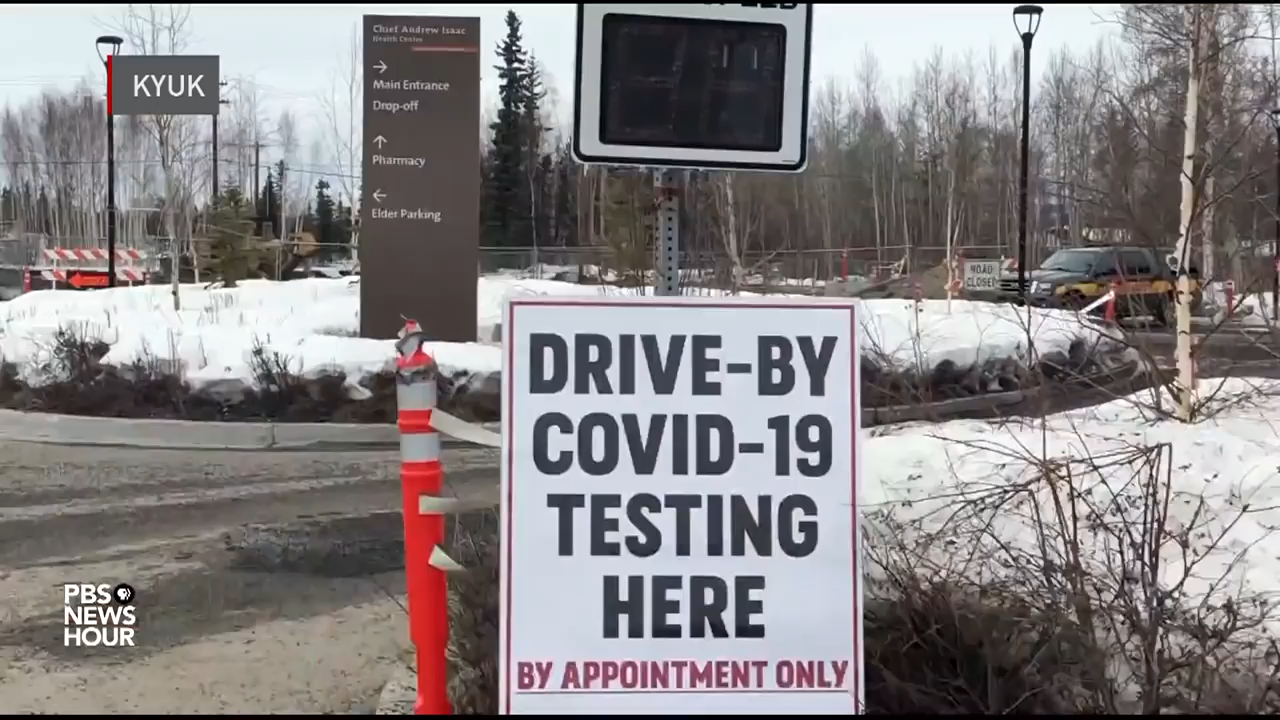 KYUK
Chief Andrew Isaac
Health Center
Main Entrance
Drop-off
Pharmacy
Elder Parking
ROAD
CLOSED
DRIVE-BY
COVID-19
TESTING
HERE
BY APPOINTMENT ONLY
PBS
NEWS
HOUR